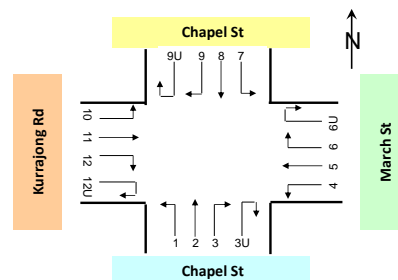 Chapel St
N
9U 9 8 7
Kurrajong Rd
10
11
12
12U
6U
6
5
4
March St
1 2 3 3U
Chapel St